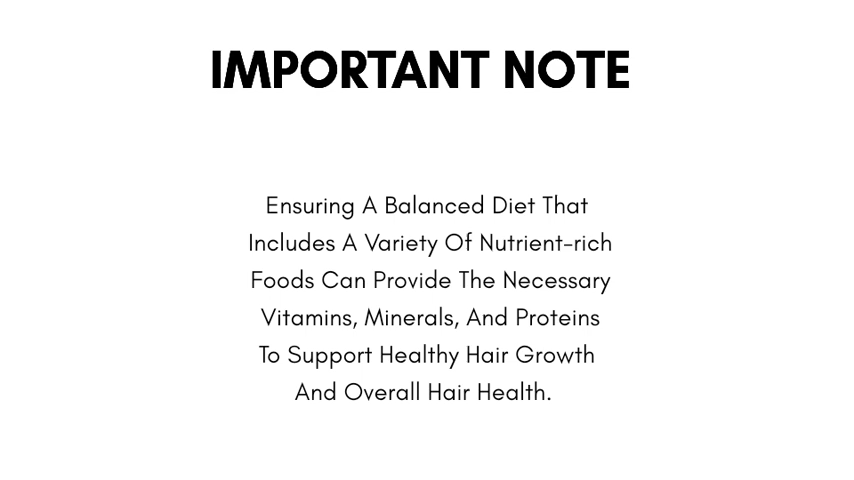 IMPORTANT NOTE
Ensuring A Balanced Diet That
Includes A Variety Of Nutrient-rich
Foods Can Provide The Necessary
Vitamins, Minerals, And Proteins
To Support Healthy Hair Growth
And Overall Hair Health.